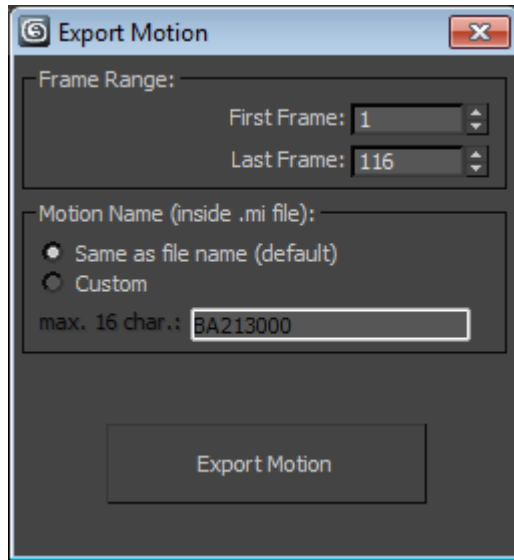 Export Motion
Frame Range:
First Frame: 1
Last Frame: 116
Motion Name (inside .mi file):
Same as file name (default)
Custom
max. 16 char.: BA213000
Export Motion